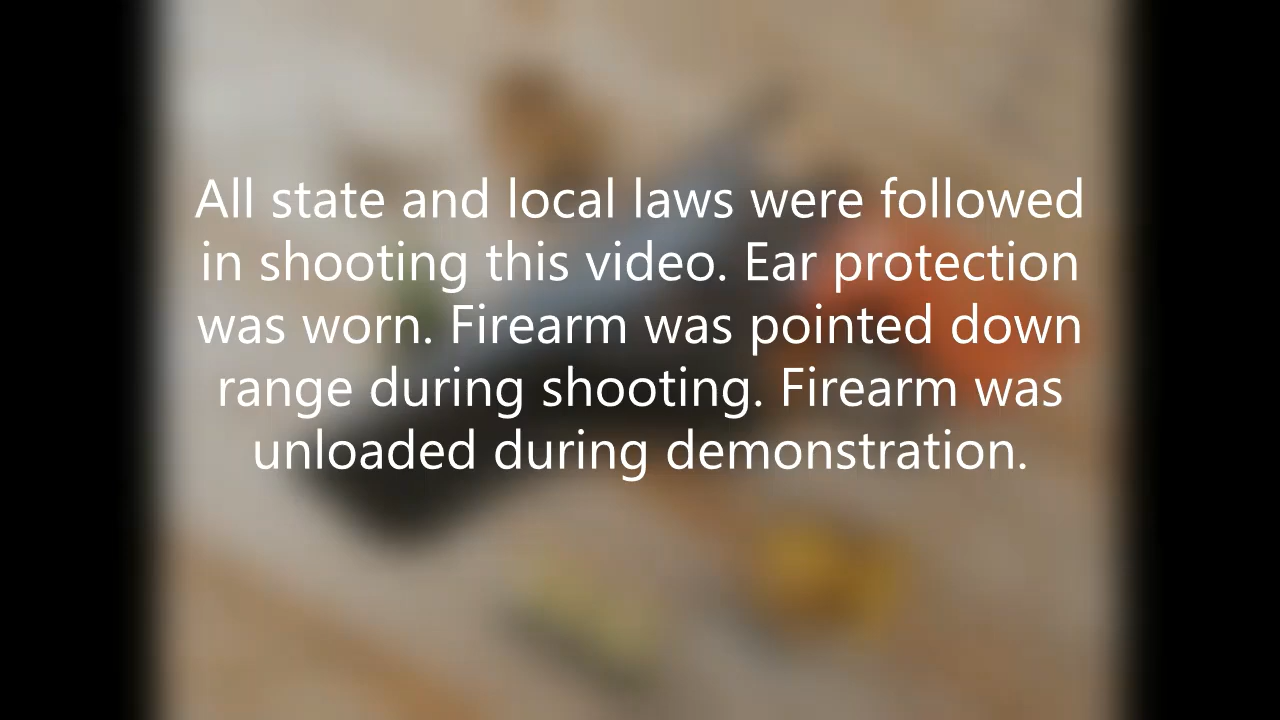 All state and local laws were followed
in shooting this video. Ear protection
was worn. Firearm was pointed down
range during shooting. Firearm was
unloaded during demonstration.